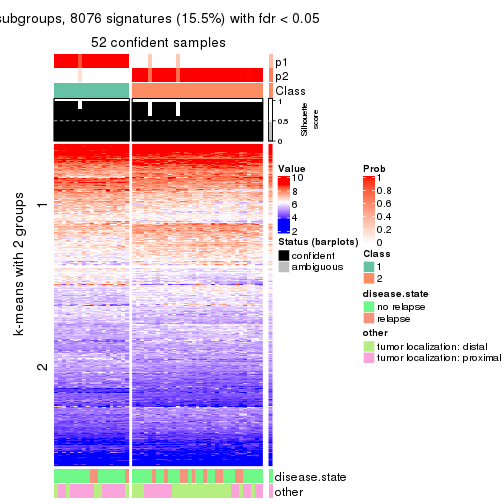 subgroups, 8076 signatures (15.5%) with fdr < 0.05
52 confident samples
p1
p2
Class
1
0.5
0
Silhouette
score
k-means with 2 groups
1
2
Value
10
8
6
4
2
Status (barplots)
confident
ambiguous
Prob
1
0.8
0.6
0.4
0.2
0
Class
1
2
disease.state
no relapse
relapse
other
tumor localization: distal
tumor localization: proximal
disease.state
other